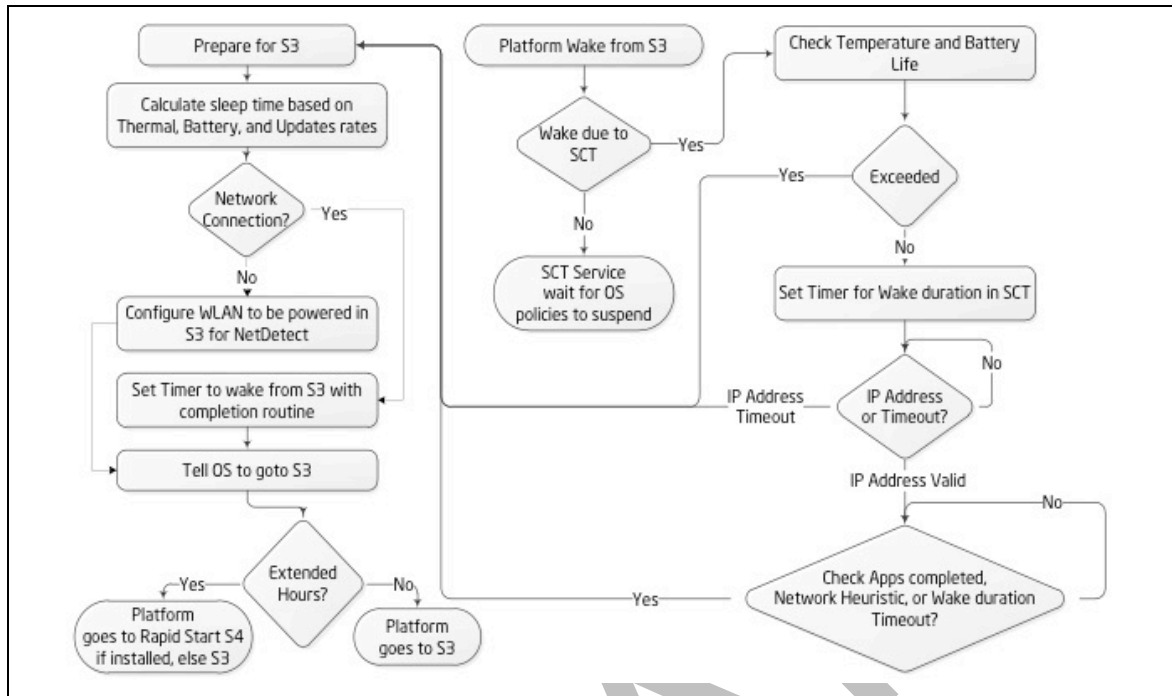 Prepare for S3
Calculate sleep time based on
Thermal, Battery, and Updates rates
Network
Connection?
Yes
No
Configure WLAN to be powered in
S3 for NetDetect
Set Timer to wake from S3 with
completion routine
Tell OS to goto S3
Extended
Hours?
Yes
No
Platform
goes to Rapid Start S4
if installed, else S3
Platform
goes to S3
Platform Wake from S3
Wake due to
SCT
Yes
No
SCT Service
wait for OS
policies to suspend
Check Temperature and Battery
Life
Exceeded
Yes
No
Set Timer for Wake duration in SCT
IP Address
or Timeout?
No
IP Address
Timeout
IP Address Valid
Check Apps completed,
Network Heuristic, or Wake duration
Timeout?
No
Yes